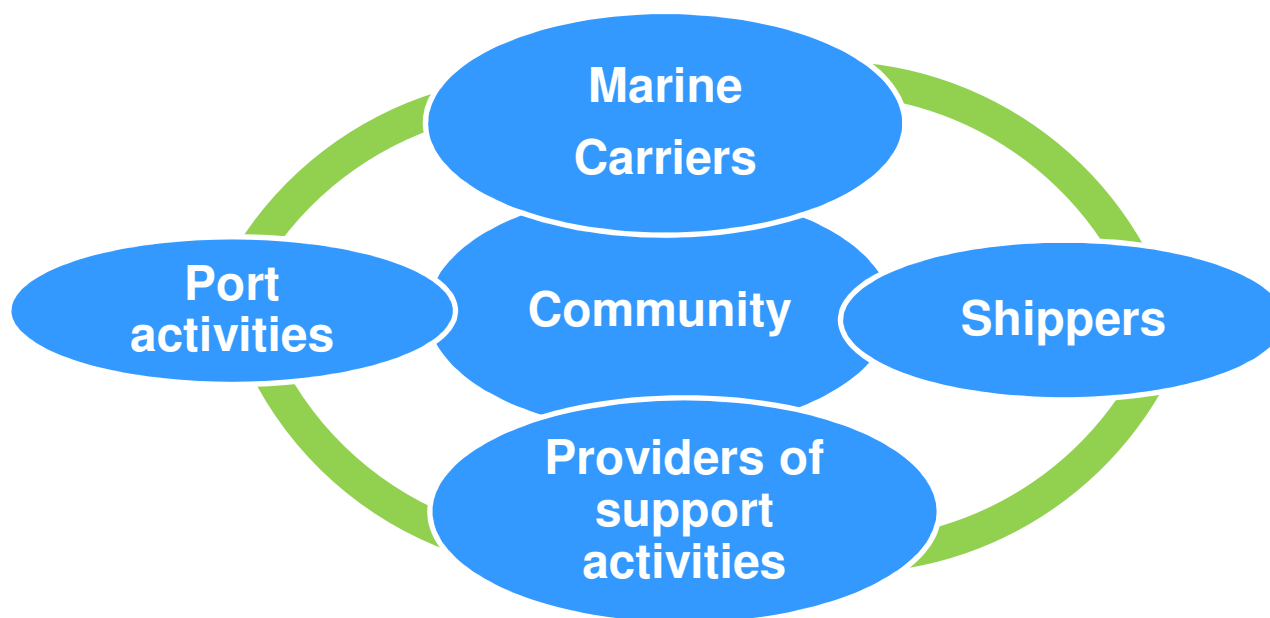 Marine
Carriers
Port
activities
Community
Shippers
Providers of
support
activities